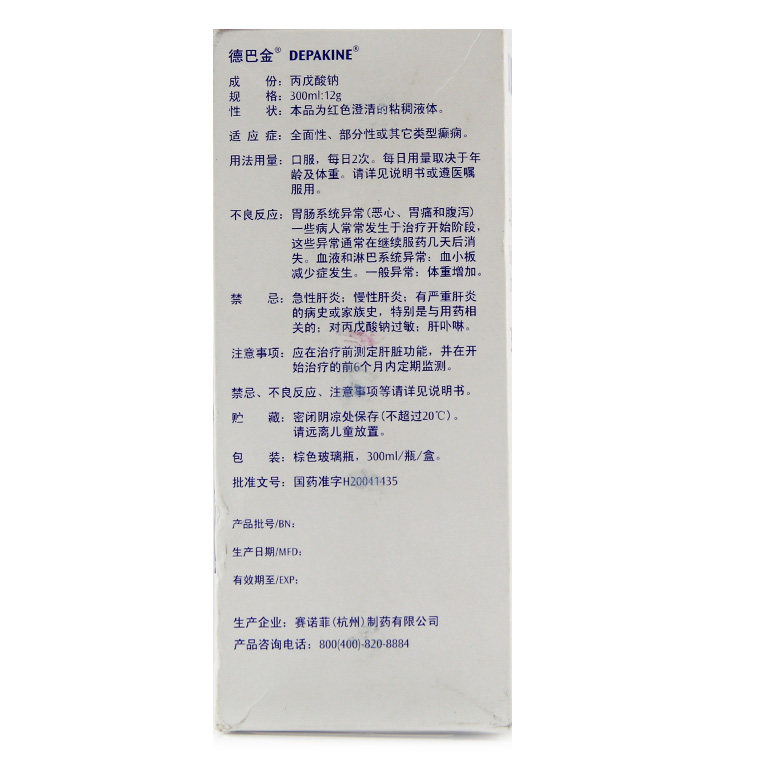 德巴金® DEPAKINE®
成　份：丙戊酸钠
规　格：300ml:12g
性　状：本品为红色澄清的粘稠液体。
适 应 症：全面性、部分性或其它类型癫痫。
用法用量：口服，每日2次。每日用量取决于年
龄及体重。请详见说明书或遵医嘱
服用。
不良反应：胃肠系统异常(恶心、胃痛和腹泻)
一些病人常常发生于治疗开始阶段，
这些异常通常在继续服药几天后消
失。血液和淋巴系统异常：血小板
减少症发生。一般异常：体重增加。
禁　忌：急性肝炎；慢性肝炎；有严重肝炎
的病史或家族史，特别是与用药相
关的；对丙戊酸钠过敏；肝卟啉。
注意事项：应在治疗前测定肝脏功能，并在开
始治疗的前6个月内定期监测。
禁忌、不良反应、注意事项等请详见说明书。
贮　藏：密闭阴凉处保存(不超过20℃)。
请远离儿童放置。
包　装：棕色玻璃瓶，300ml/瓶/盒。
批准文号：国药准字H20041435
产品批号/BN：
生产日期/MFD：
有效期至/EXP：
生产企业：赛诺菲(杭州)制药有限公司
产品咨询电话：800(400)-820-8884